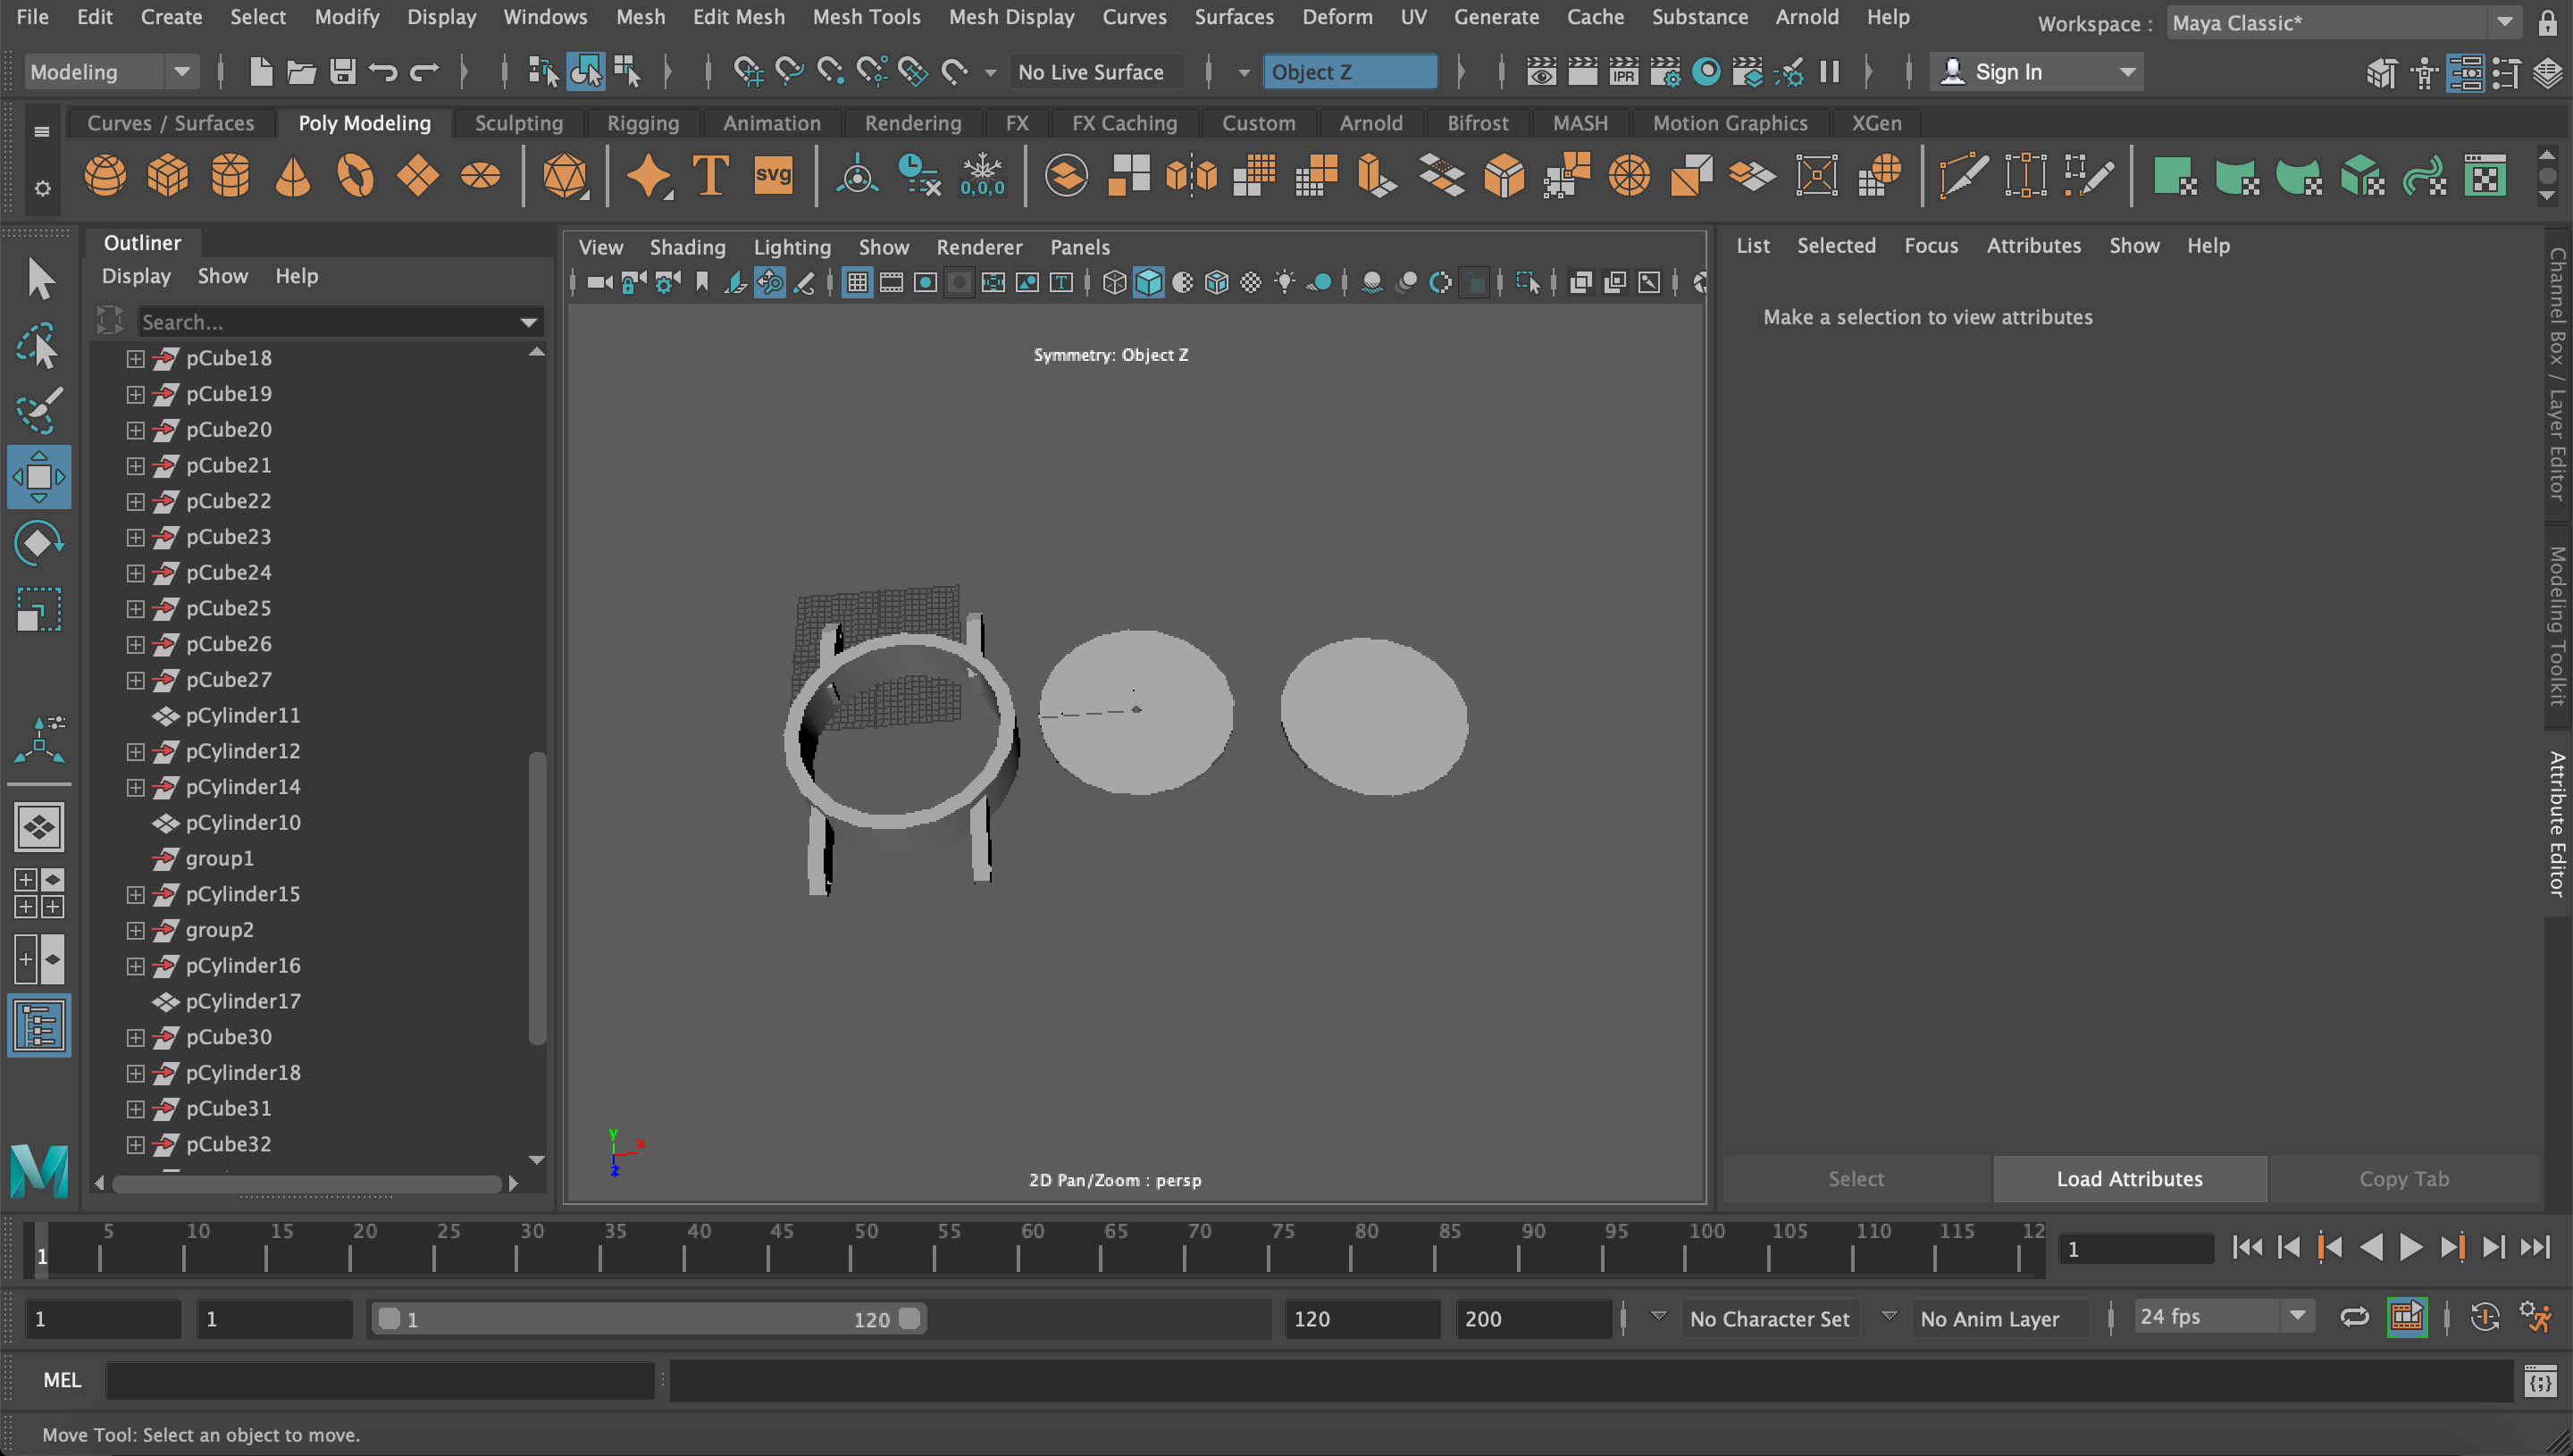 File Edit Create Select Modify Display Windows Mesh Edit Mesh Mesh Tools Mesh Display Curves Surfaces Deform UV Generate Cache Substance Arnold Help Workspace : Maya Classic*
Modeling No Live Surface Object Z IPR Sign In
Curves / Surfaces Poly Modeling Sculpting Rigging Animation Rendering FX FX Caching Custom Arnold Bifrost MASH Motion Graphics XGen
T svg 0,0,0
Outliner
Display Show Help
Search...
pCube18
pCube19
pCube20
pCube21
pCube22
pCube23
pCube24
pCube25
pCube26
pCube27
pCylinder11
pCylinder12
pCylinder14
pCylinder10
group1
pCylinder15
group2
pCylinder16
pCylinder17
pCube30
pCylinder18
pCube31
pCube32
View Shading Lighting Show Renderer Panels
Symmetry: Object Z
y
x
z
2D Pan/Zoom : persp
List Selected Focus Attributes Show Help
Make a selection to view attributes
Select Load Attributes Copy Tab
Channel Box / Layer Editor
Modeling Toolkit
Attribute Editor
1 5 10 15 20 25 30 35 40 45 50 55 60 65 70 75 80 85 90 95 100 105 110 115 12 1
1 1 1 120 120 200 No Character Set No Anim Layer 24 fps
MEL
Move Tool: Select an object to move.